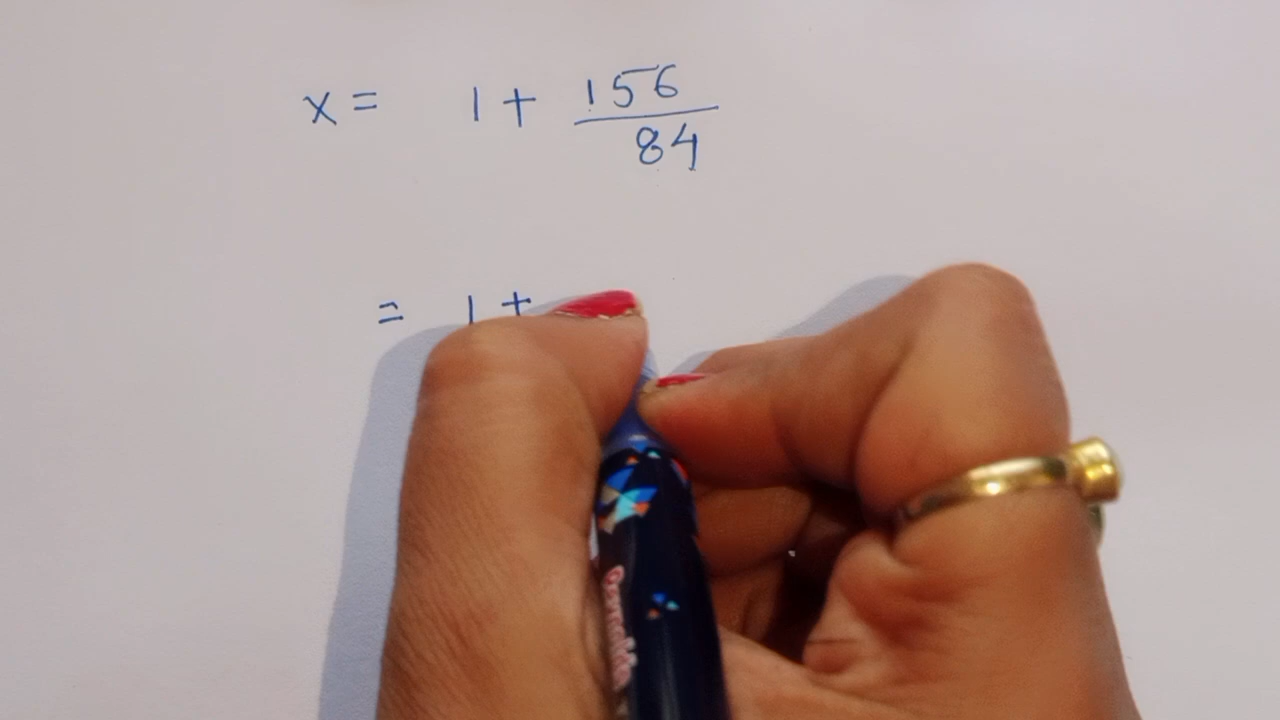 x = 1 + 156/84
= 1 +